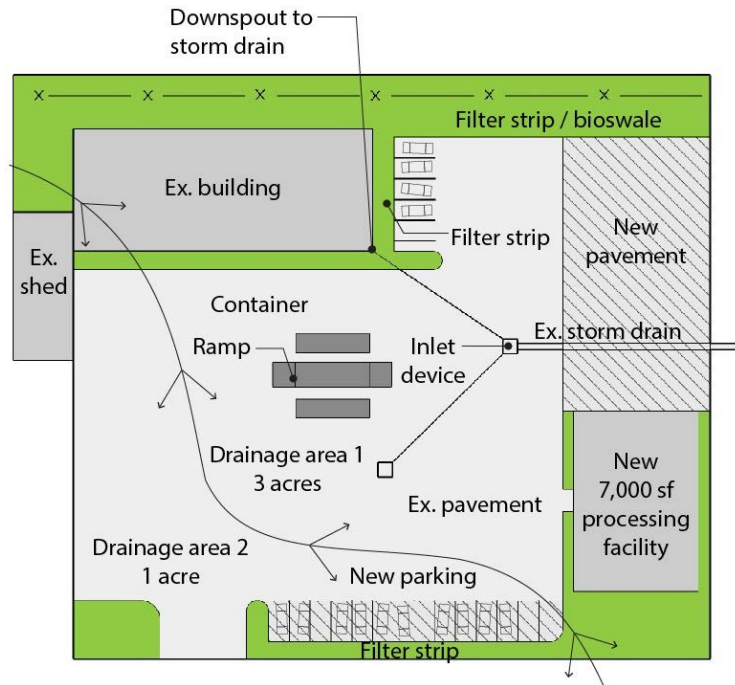 Downspout to
storm drain
x x x x x x
Filter strip / bioswale
Ex. building
Filter strip
New
pavement
Ex.
shed
Container
Ramp
Inlet
device
Ex. storm drain
Drainage area 1
3 acres
Ex. pavement
New
7,000 sf
processing
facility
Drainage area 2
1 acre
New parking
Filter strip